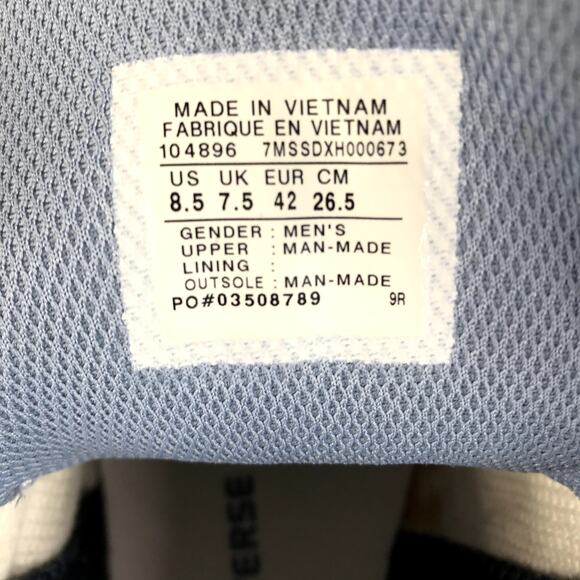 MADE IN VIETNAM
FABRIQUE EN VIETNAM
104896 7MSSDXH000673
US UK EUR CM
8.5 7.5 42 26.5
GENDER : MEN'S
UPPER : MAN-MADE
LINING :
OUTSOLE : MAN-MADE
PO#03508789 9R
ERSE